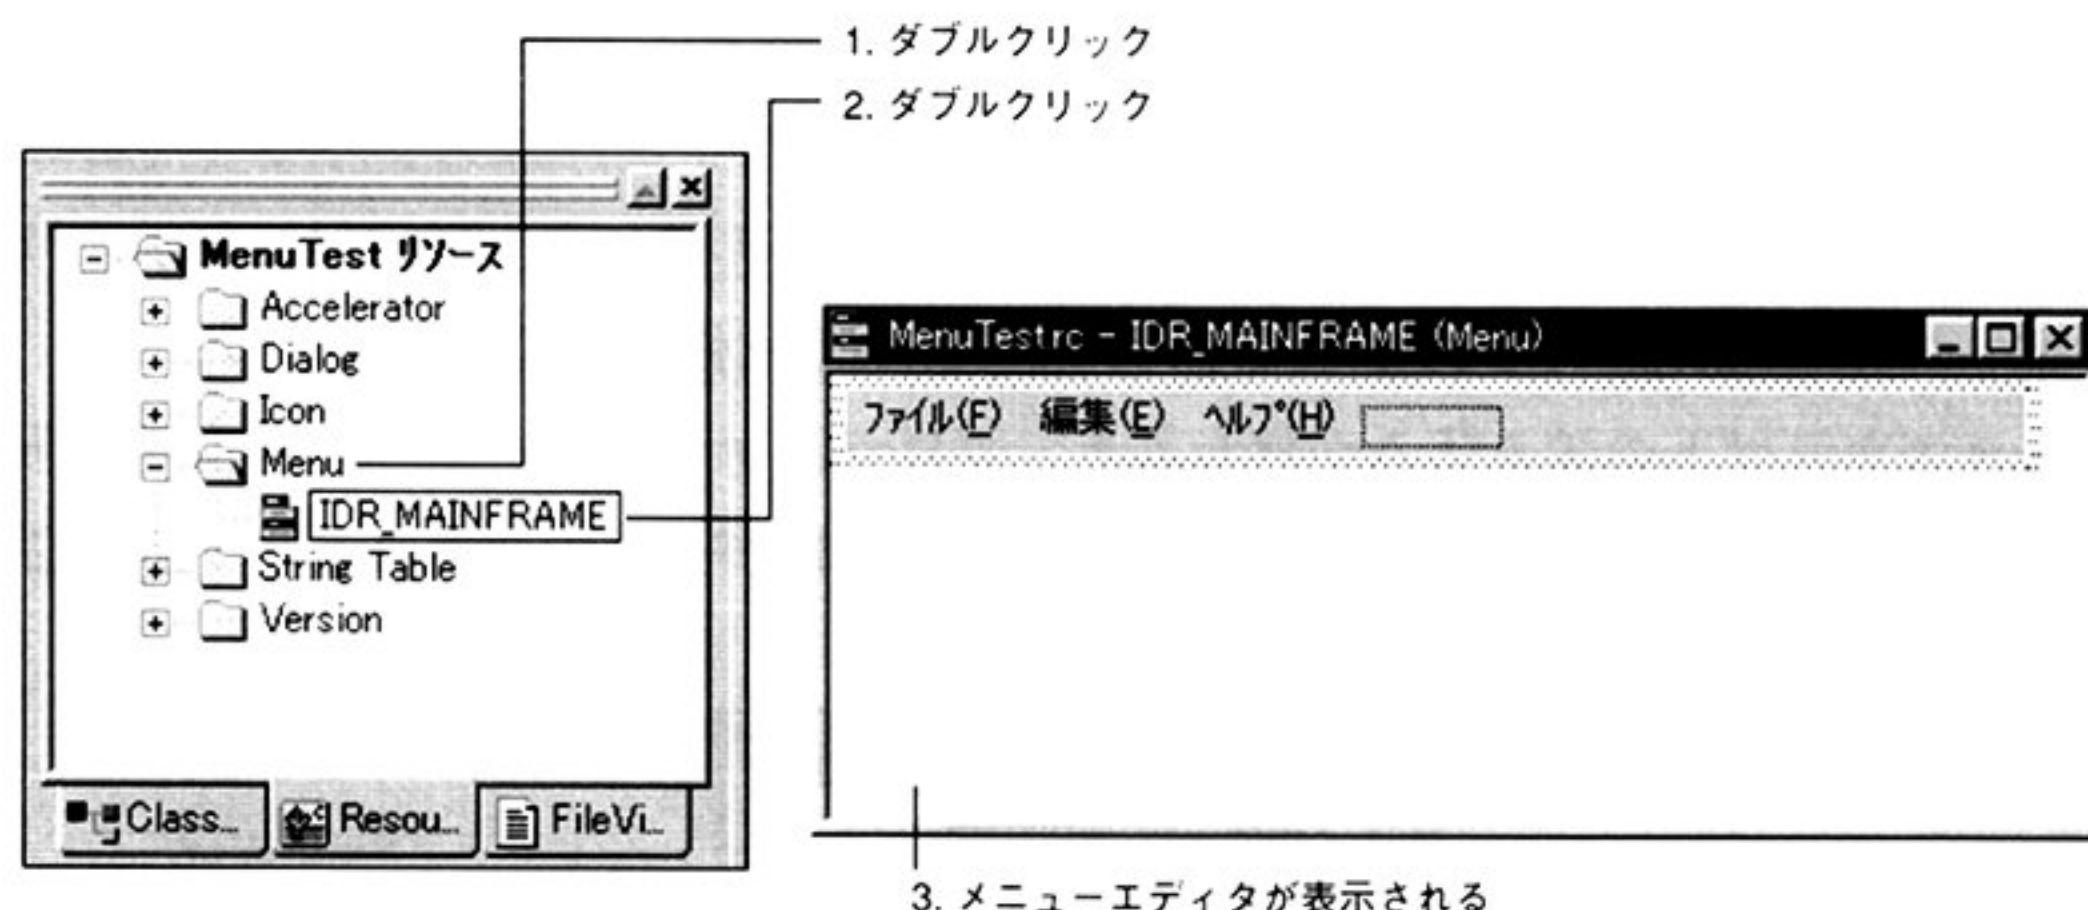 1. ダブルクリック
2. ダブルクリック
MenuTest リソース
Accelerator
Dialog
Icon
Menu
IDR_MAINFRAME
String Table
Version
Class...
Resou...
FileVi...
MenuTest.rc - IDR_MAINFRAME (Menu)
ファイル(F) 編集(E) ヘルプ(H)
3. メニューエディタが表示される